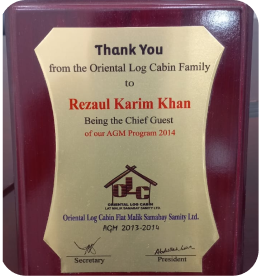 Thank You
from the Oriental Log Cabin Family
to
Rezaul Karim Khan
Being the Chief Guest
of our AGM Program 2014
OLC
ORIENTAL LOG CABIN
Oriental Log Cabin Flat Malik Samabay Samity Ltd.
AGM 2013-2014
Secretary
President